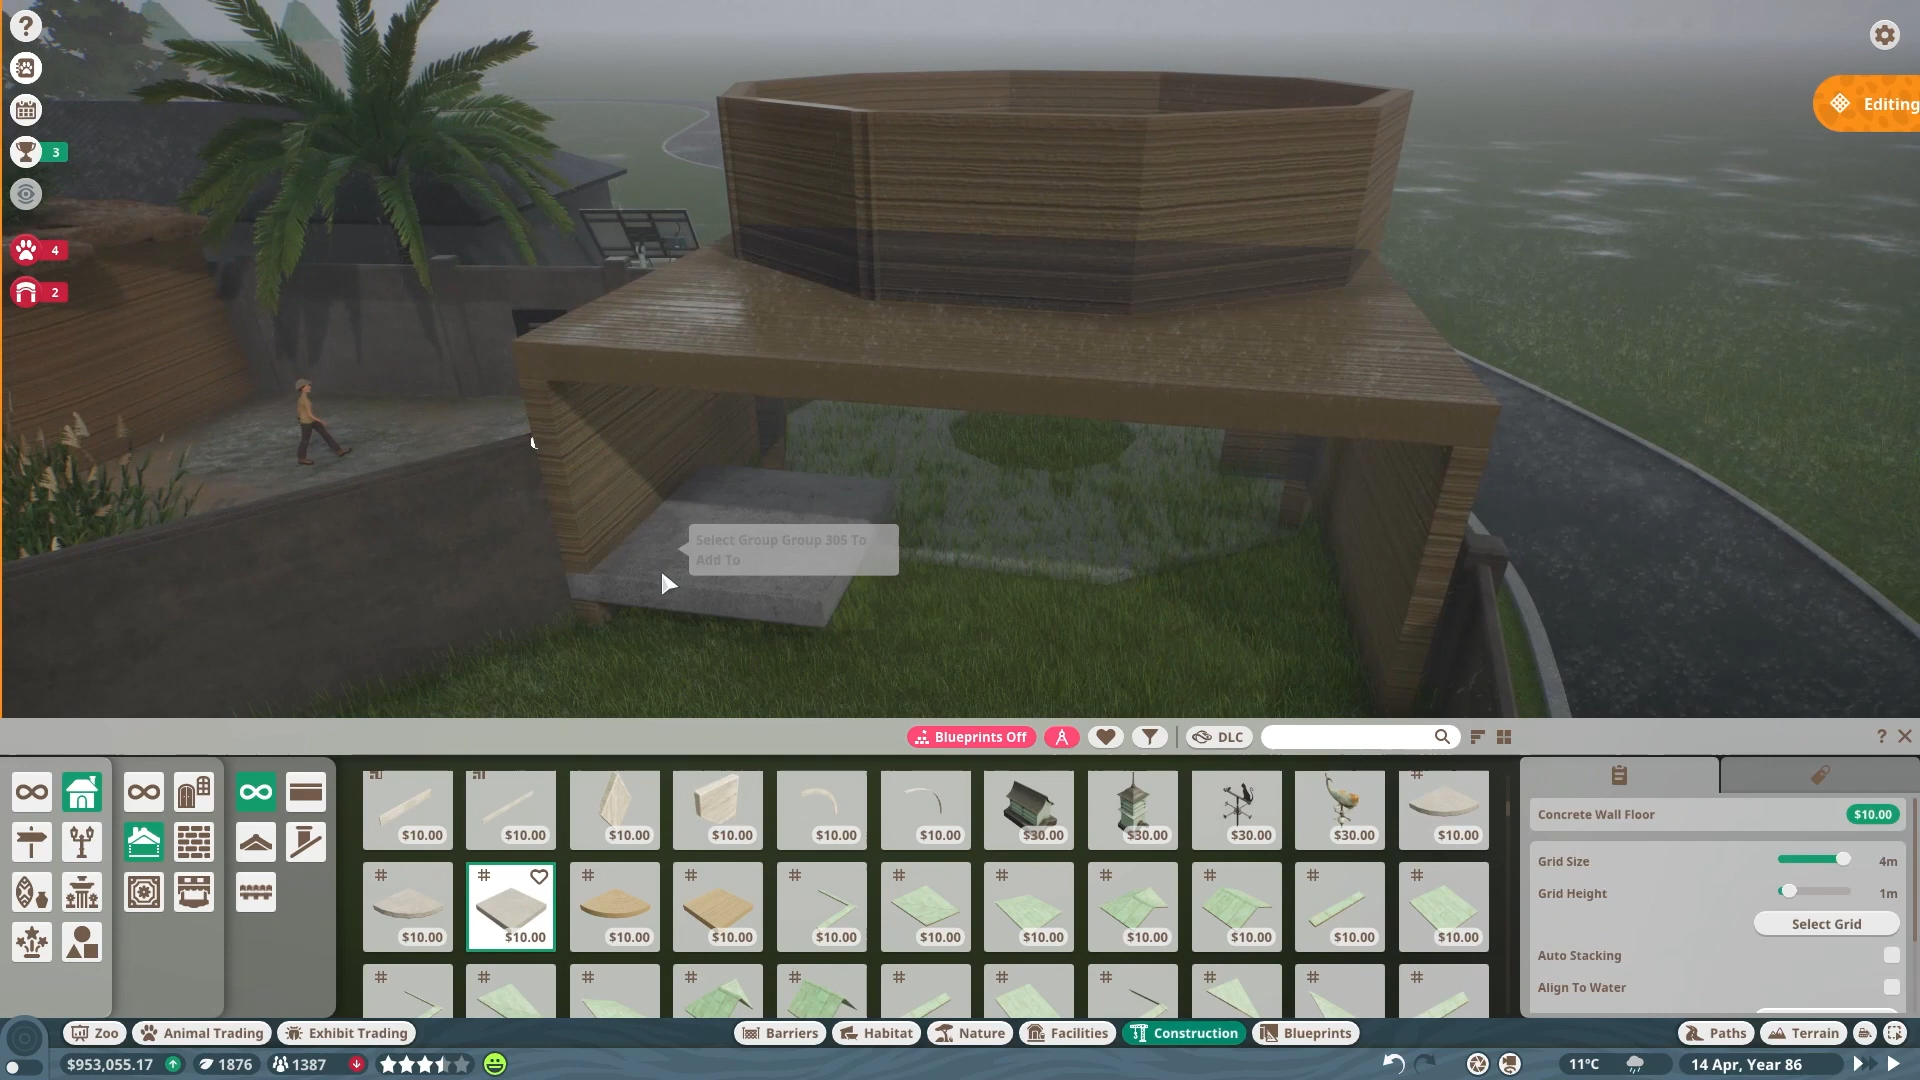 ?
Editing
3
4
2
Select Group Group 305 To
Add To
Blueprints Off
DLC
?
$10.00 $10.00 $10.00 $10.00 $10.00 $10.00 $30.00 $30.00 $30.00 $30.00 $10.00
$10.00 $10.00 $10.00 $10.00 $10.00 $10.00 $10.00 $10.00 $10.00 $10.00 $10.00
Concrete Wall Floor $10.00
Grid Size 4m
Grid Height 1m
Select Grid
Auto Stacking
Align To Water
Zoo Animal Trading Exhibit Trading Barriers Habitat Nature Facilities Construction Blueprints Paths Terrain
$953,055.17 1876 1387 11°C 14 Apr, Year 86